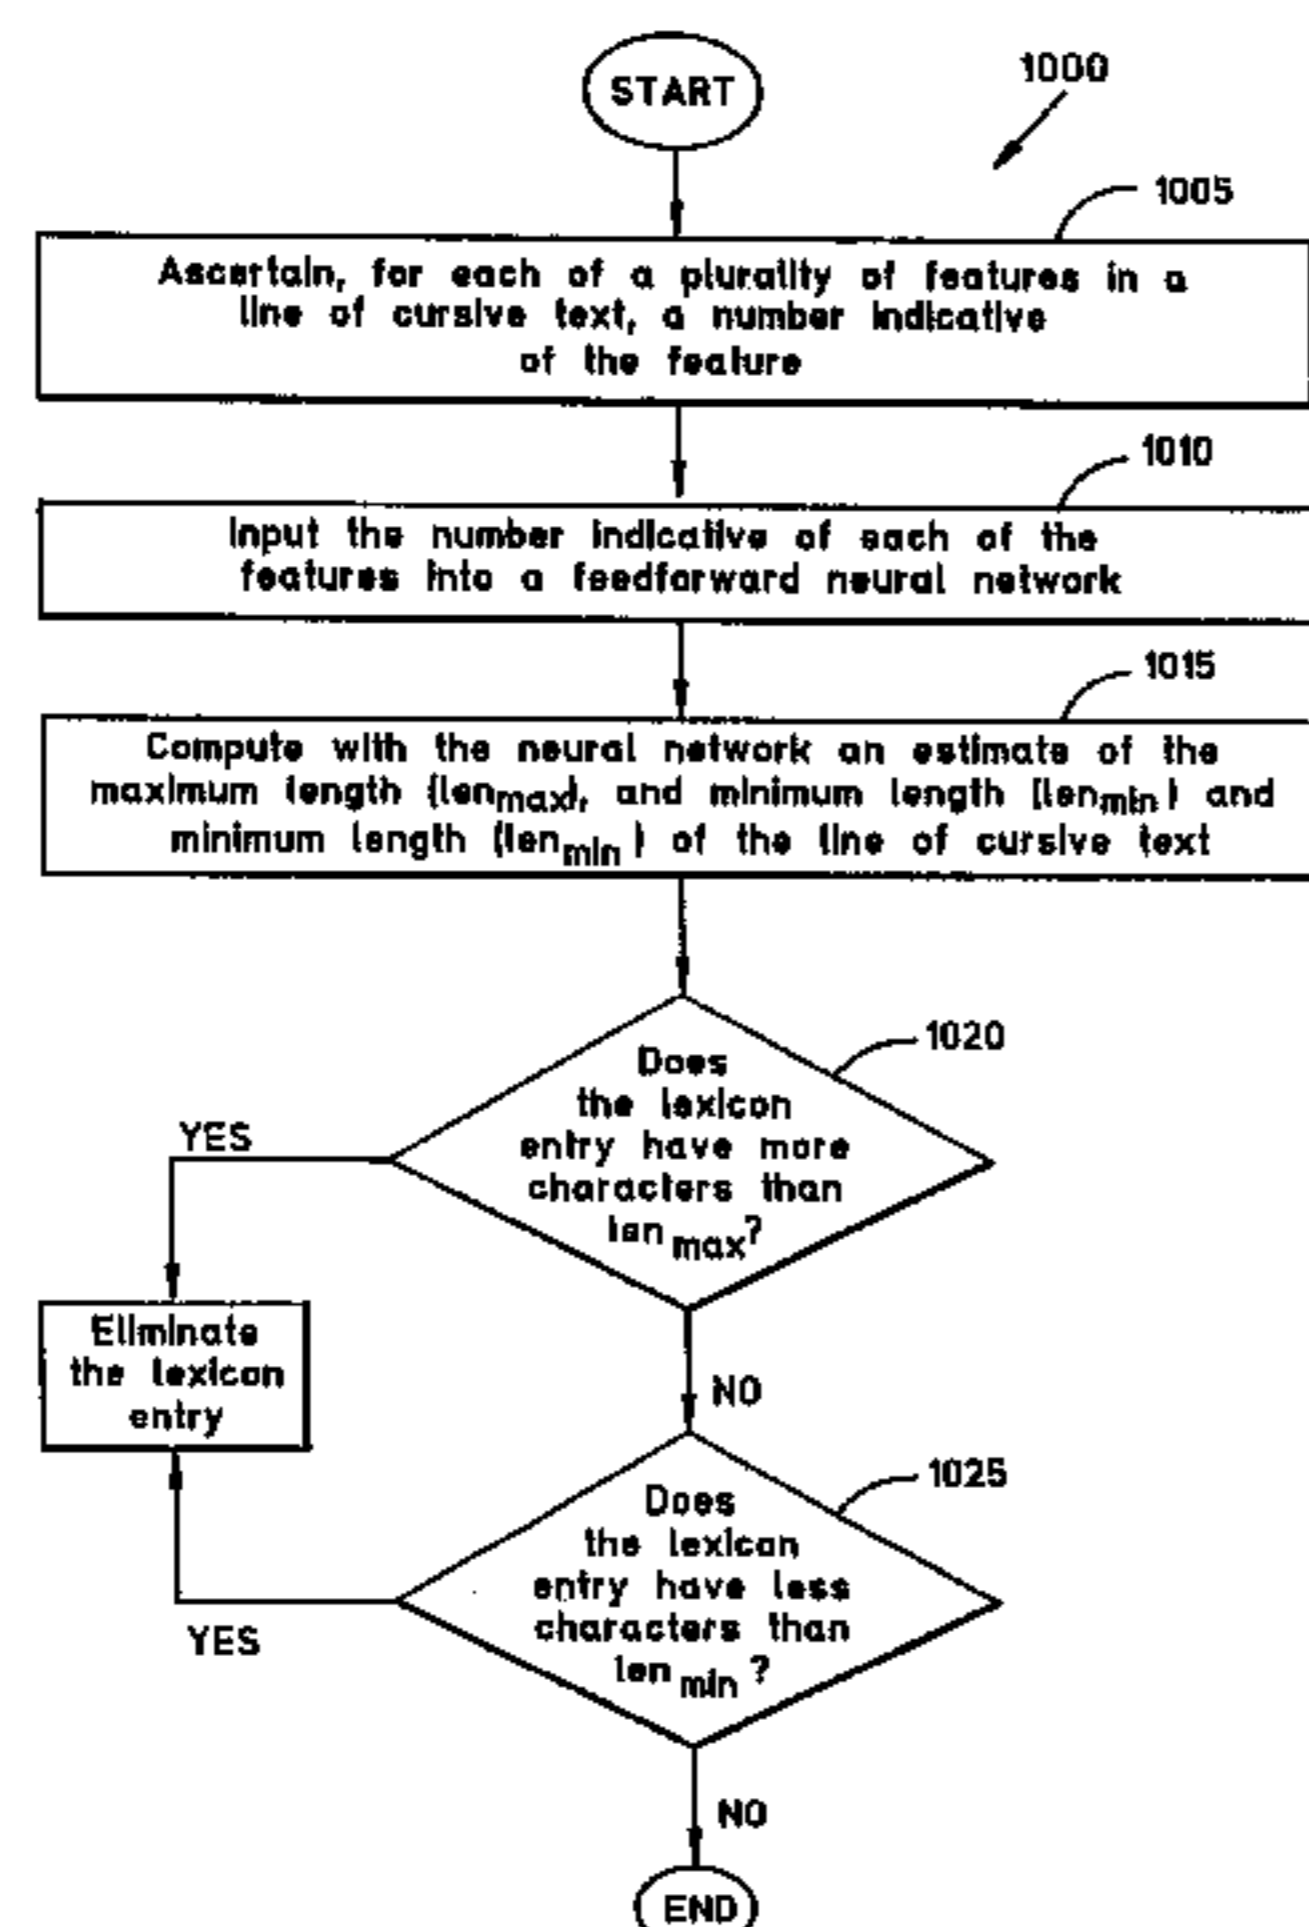 START
1000
1005
Ascertain, for each of a plurality of features in a
line of cursive text, a number indicative
of the feature
1010
Input the number indicative of each of the
features into a feedforward neural network
1015
Compute with the neural network an estimate of the
maximum length (lenmax), and minimum length (lenmin) and
minimum length (lenmin) of the line of cursive text
1020
Does
the lexicon
entry have more
characters than
lenmax?
YES
Eliminate
the lexicon
entry
NO
1025
Does
the lexicon
entry have less
characters than
lenmin?
YES
NO
END